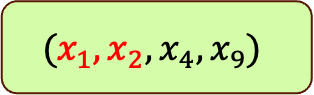 (x₁, x₂, x₄, x₉)